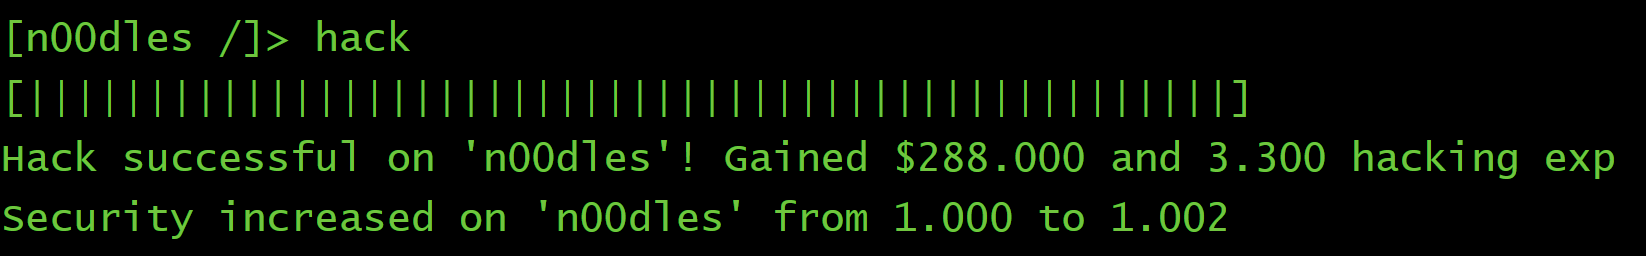 [n00dles /]> hack
[||||||||||||||||||||||||||||||||||||||||||||||||||]
Hack successful on 'n00dles'! Gained $288.000 and 3.300 hacking exp
Security increased on 'n00dles' from 1.000 to 1.002